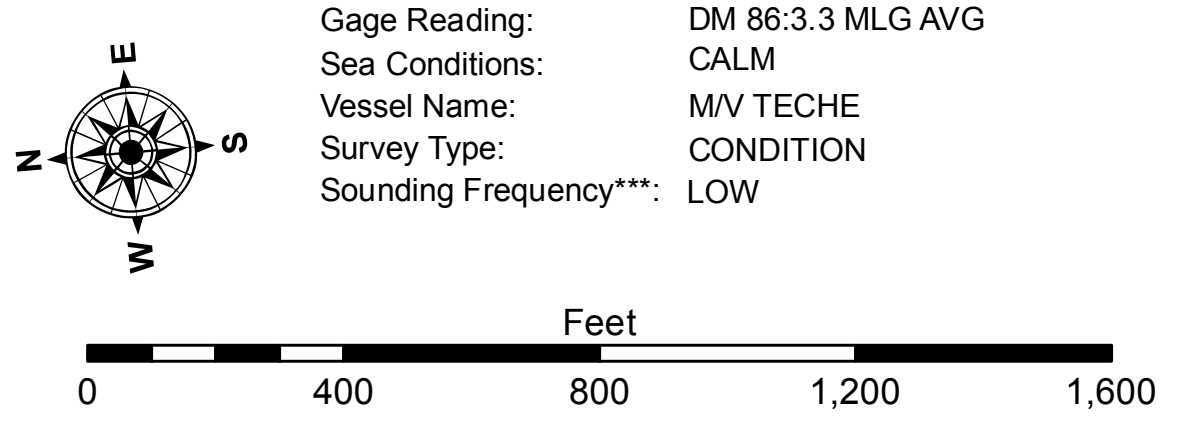 Gage Reading: DM 86:3.3 MLG AVG
Sea Conditions: CALM
Vessel Name: M/V TECHE
Survey Type: CONDITION
Sounding Frequency***: LOW
E
N S
W
Feet
0 400 800 1,200 1,600